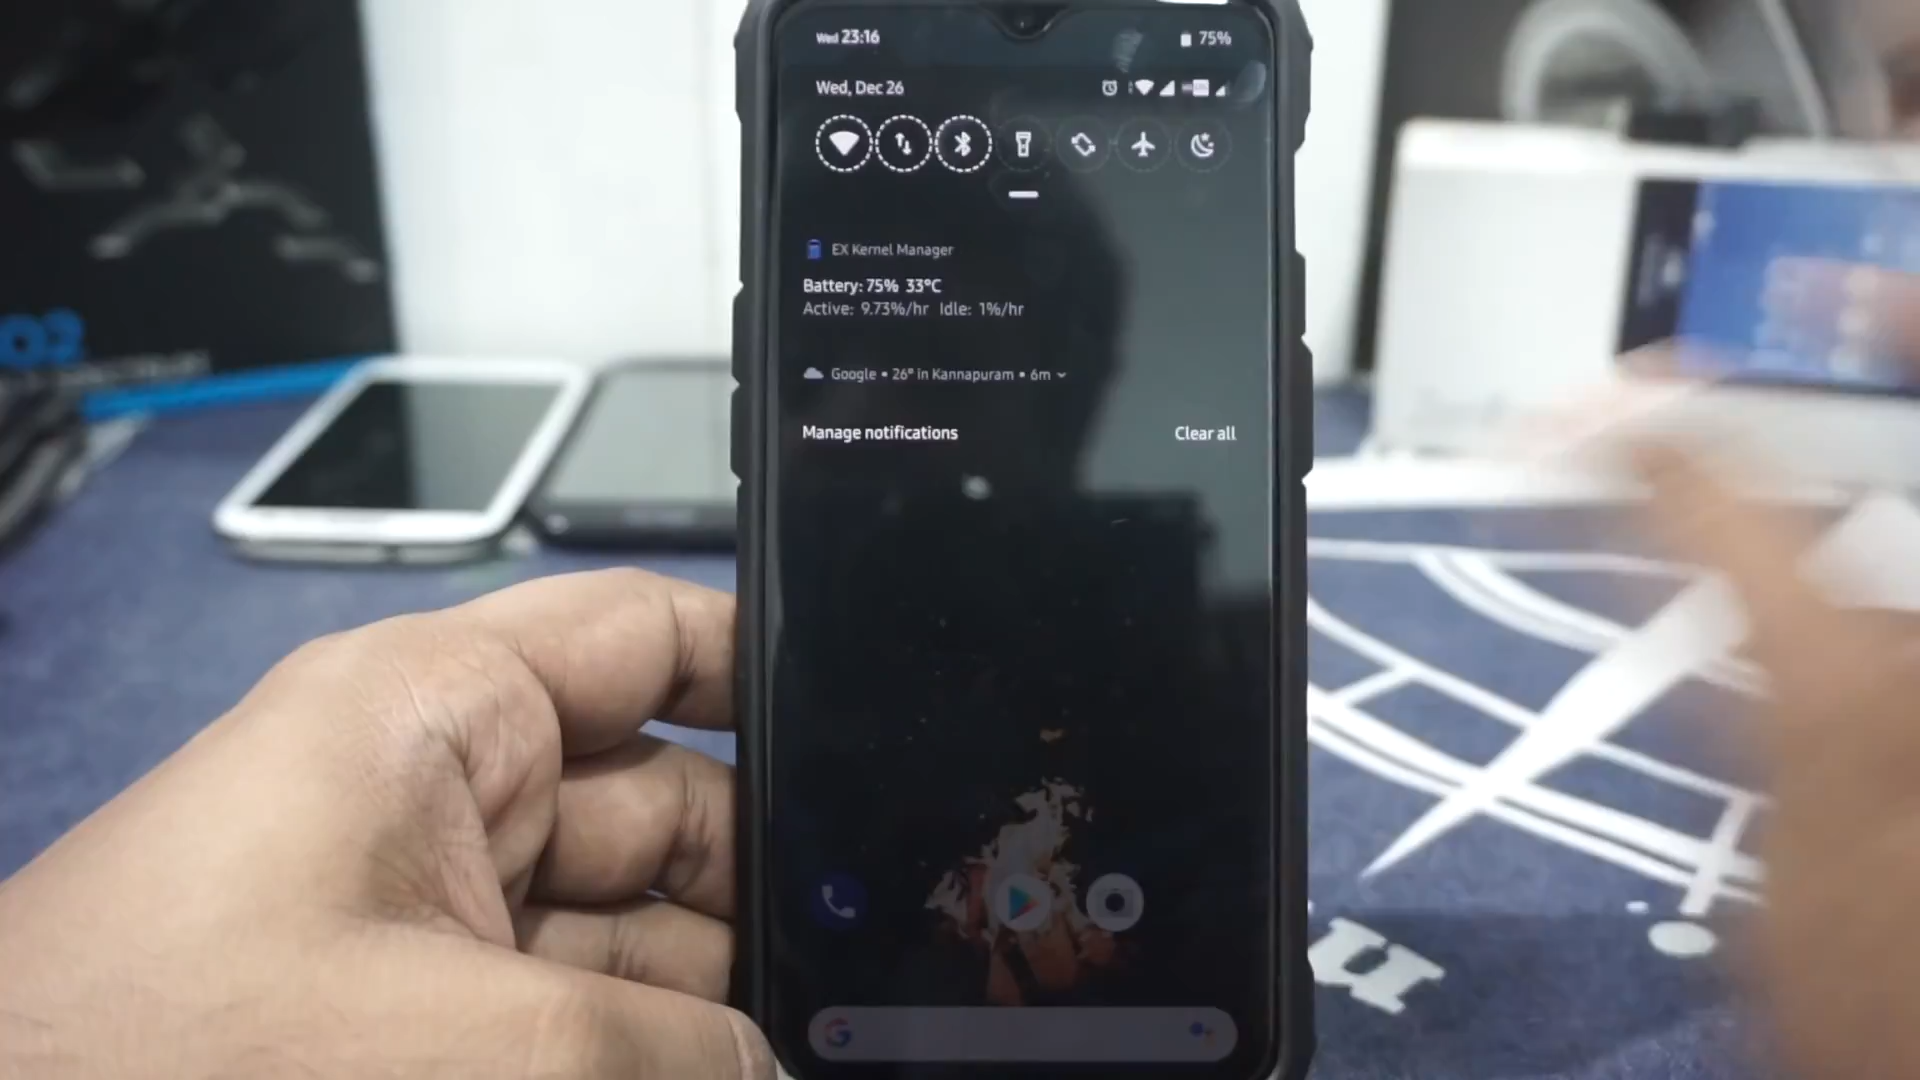 Wed 23:16
75%
Wed, Dec 26
EX Kernel Manager
Battery: 75% 33°C
Active: 9.73%/hr Idle: 1%/hr
Google • 26° in Kannapuram • 6m
Manage notifications
Clear all